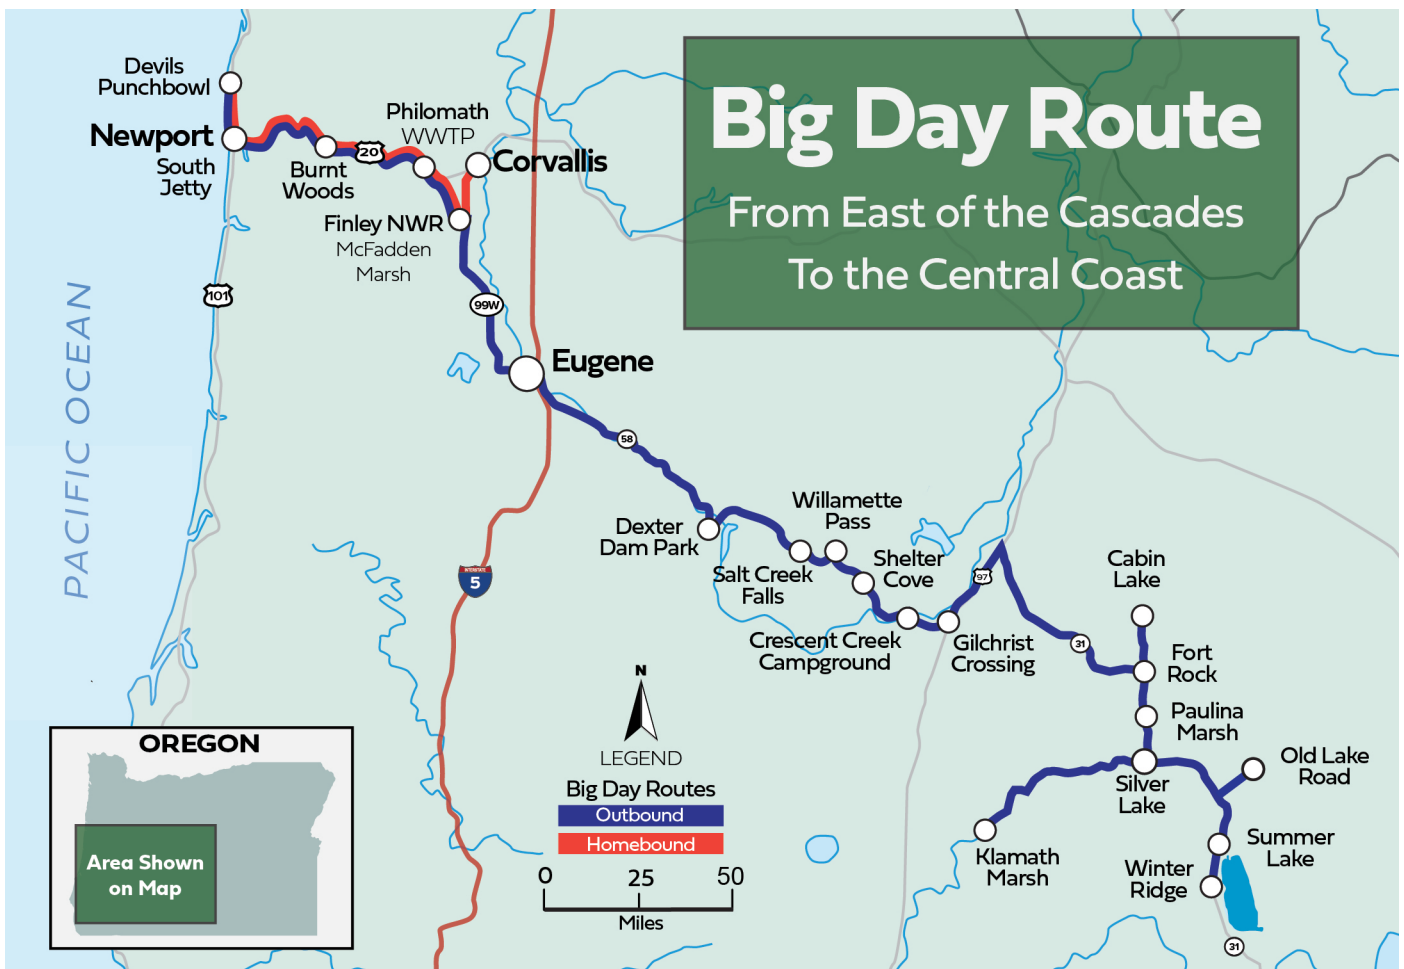 Big Day Route
From East of the Cascades
To the Central Coast
Devils
Punchbowl
Newport
South
Jetty
Burnt
Woods
20
Philomath
WWTP
Corvallis
Finley NWR
McFadden
Marsh
101
99W
PACIFIC OCEAN
Eugene
58
Dexter
Dam Park
Willamette
Pass
Salt Creek
Falls
Shelter
Cove
Crescent Creek
Campground
97
Gilchrist
Crossing
INTERSTATE
5
31
Cabin
Lake
Fort
Rock
Paulina
Marsh
Silver
Lake
Old Lake
Road
Klamath
Marsh
Summer
Lake
Winter
Ridge
31
N
LEGEND
Big Day Routes
Outbound
Homebound
0 25 50
Miles
OREGON
Area Shown
on Map